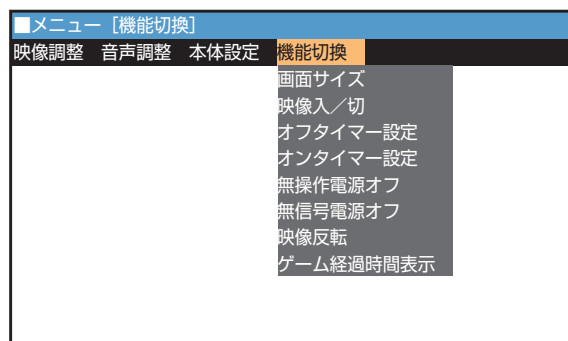 ■メニュー［機能切換］
映像調整 音声調整 本体設定 機能切換
画面サイズ
映像入／切
オフタイマー設定
オンタイマー設定
無操作電源オフ
無信号電源オフ
映像反転
ゲーム経過時間表示